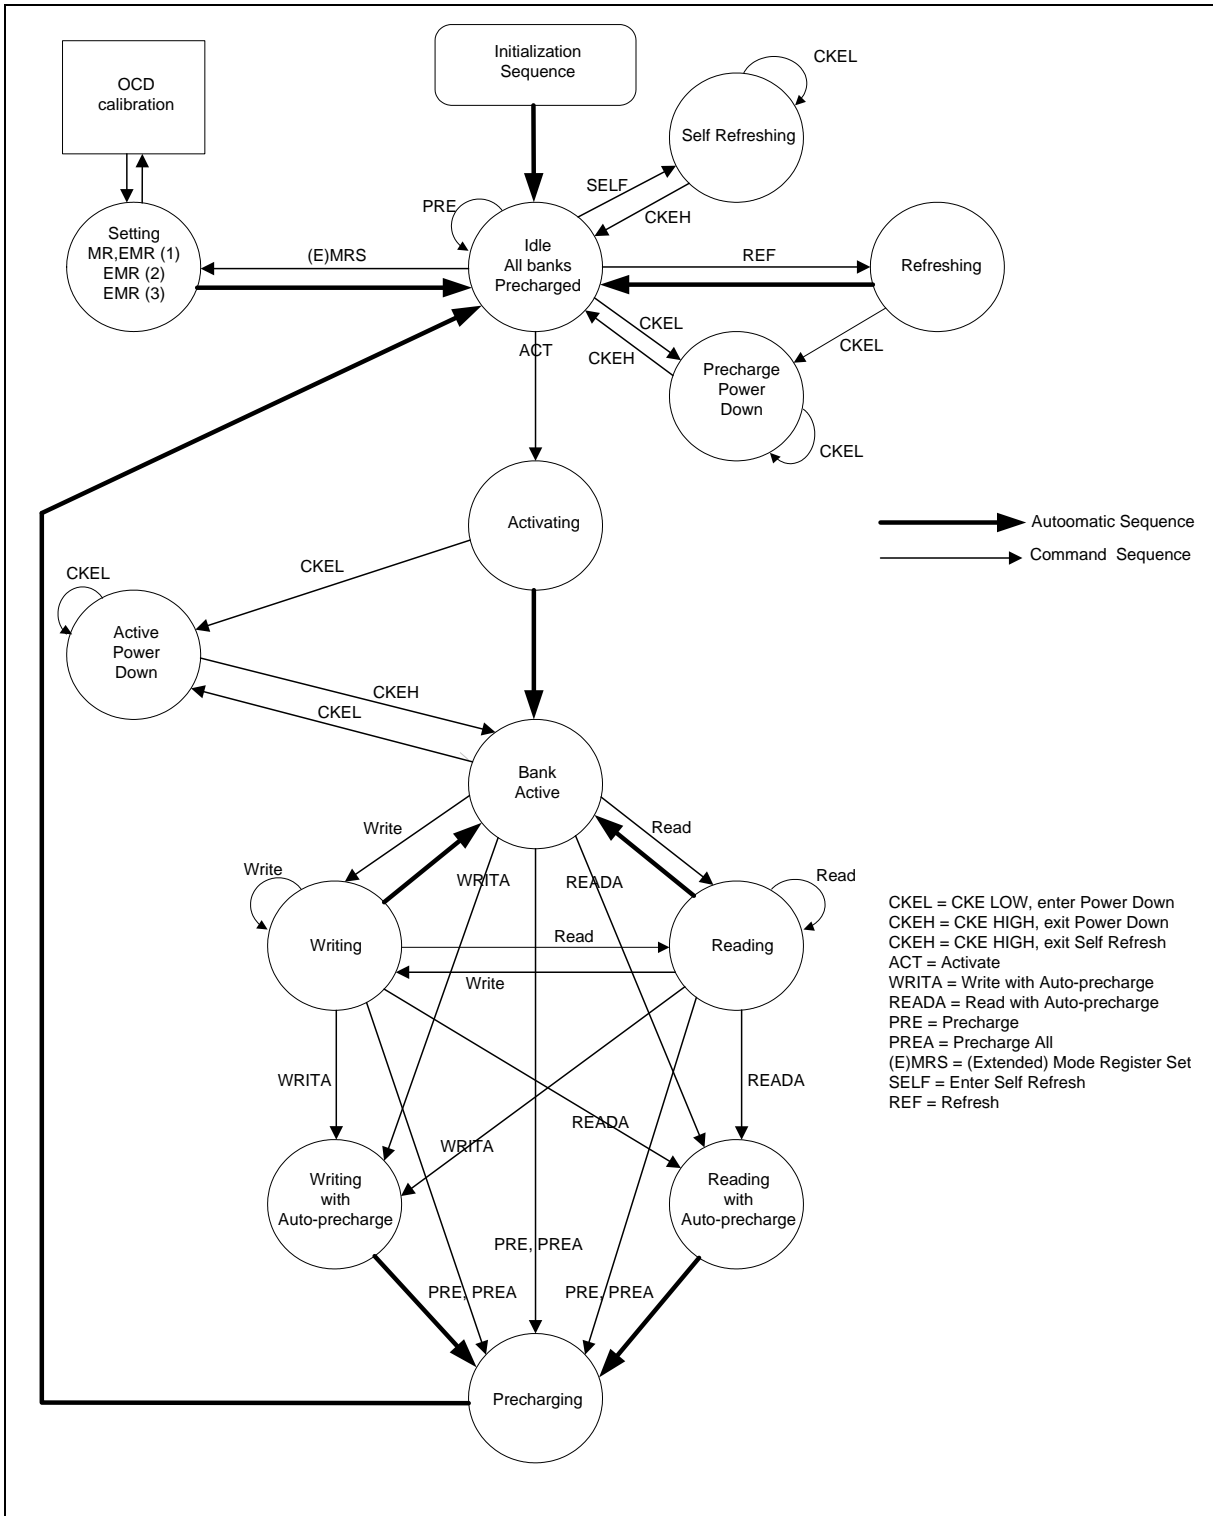 OCD
calibration
Initialization
Sequence
CKEL
Self Refreshing
SELF
CKEH
PRE
Setting
MR,EMR (1)
EMR (2)
EMR (3)
(E)MRS
Idle
All banks
Precharged
REF
Refreshing
CKEL
CKEH
CKEL
ACT
Precharge
Power
Down
CKEL
Activating
Autoomatic Sequence
Command Sequence
CKEL
CKEL
Active
Power
Down
CKEH
CKEL
Bank
Active
Write
Read
Write
WRITA
READA
Read
Writing
Read
Reading
Write
CKEL = CKE LOW, enter Power Down
CKEH = CKE HIGH, exit Power Down
CKEH = CKE HIGH, exit Self Refresh
ACT = Activate
WRITA = Write with Auto-precharge
READA = Read with Auto-precharge
PRE = Precharge
PREA = Precharge All
(E)MRS = (Extended) Mode Register Set
SELF = Enter Self Refresh
REF = Refresh
WRITA
READA
READA
WRITA
Writing
with
Auto-precharge
Reading
with
Auto-precharge
PRE, PREA
PRE, PREA
PRE, PREA
Precharging